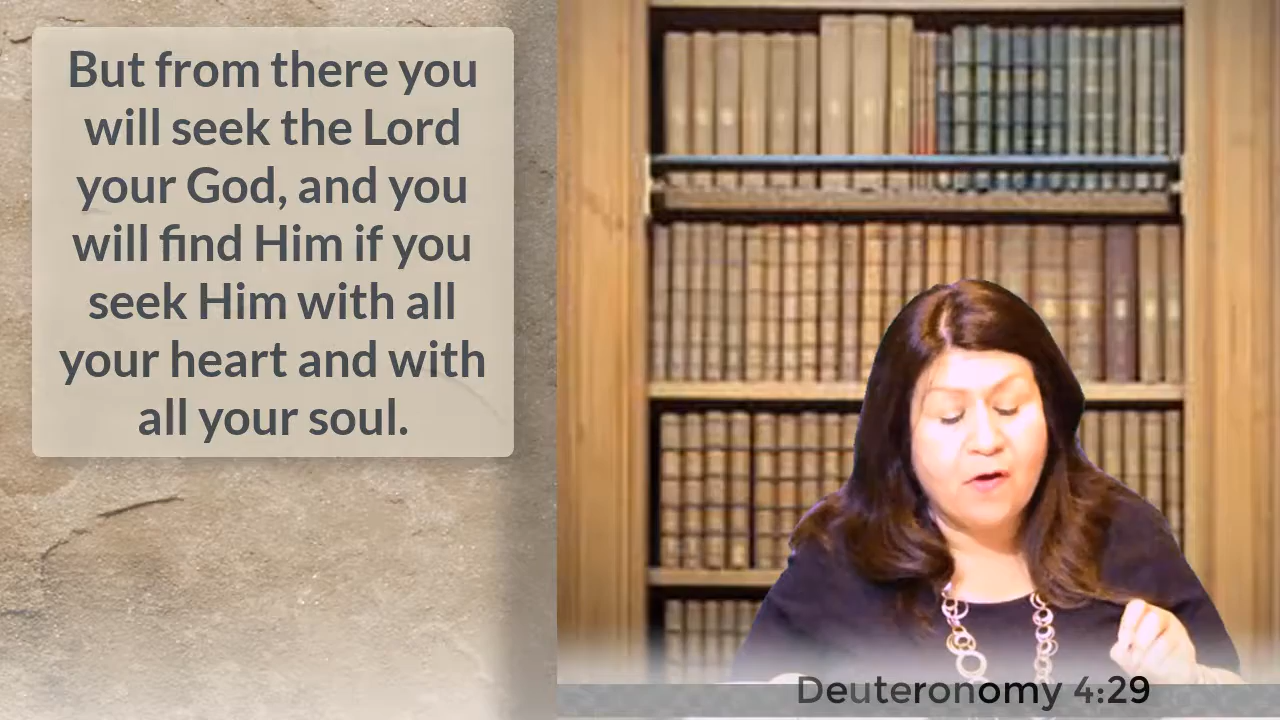 But from there you
will seek the Lord
your God, and you
will find Him if you
seek Him with all
your heart and with
all your soul.
Deuteronomy 4:29